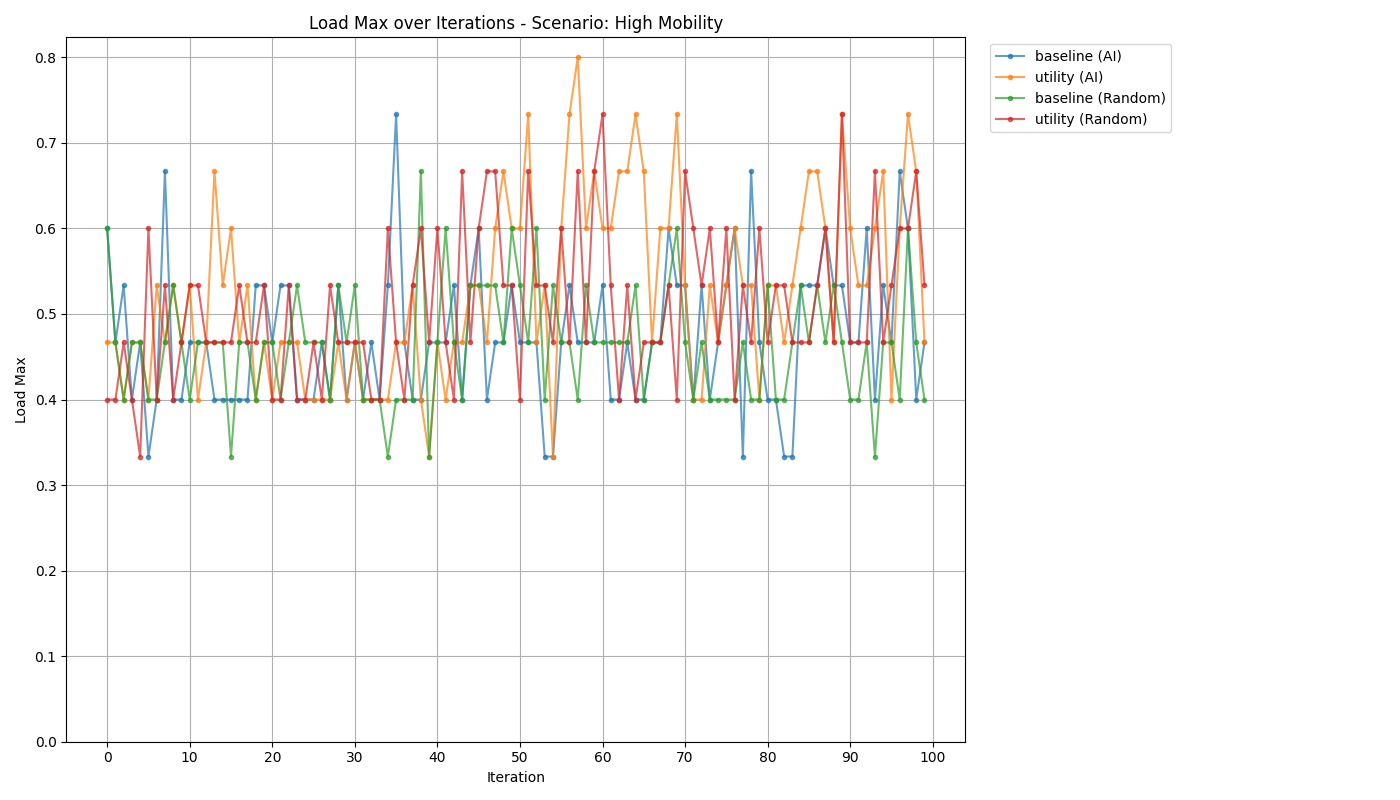 Load Max over Iterations - Scenario: High Mobility
baseline (AI)
utility (AI)
baseline (Random)
utility (Random)
Load Max
0.8
0.7
0.6
0.5
0.4
0.3
0.2
0.1
0.0
0 10 20 30 40 50 60 70 80 90 100
Iteration